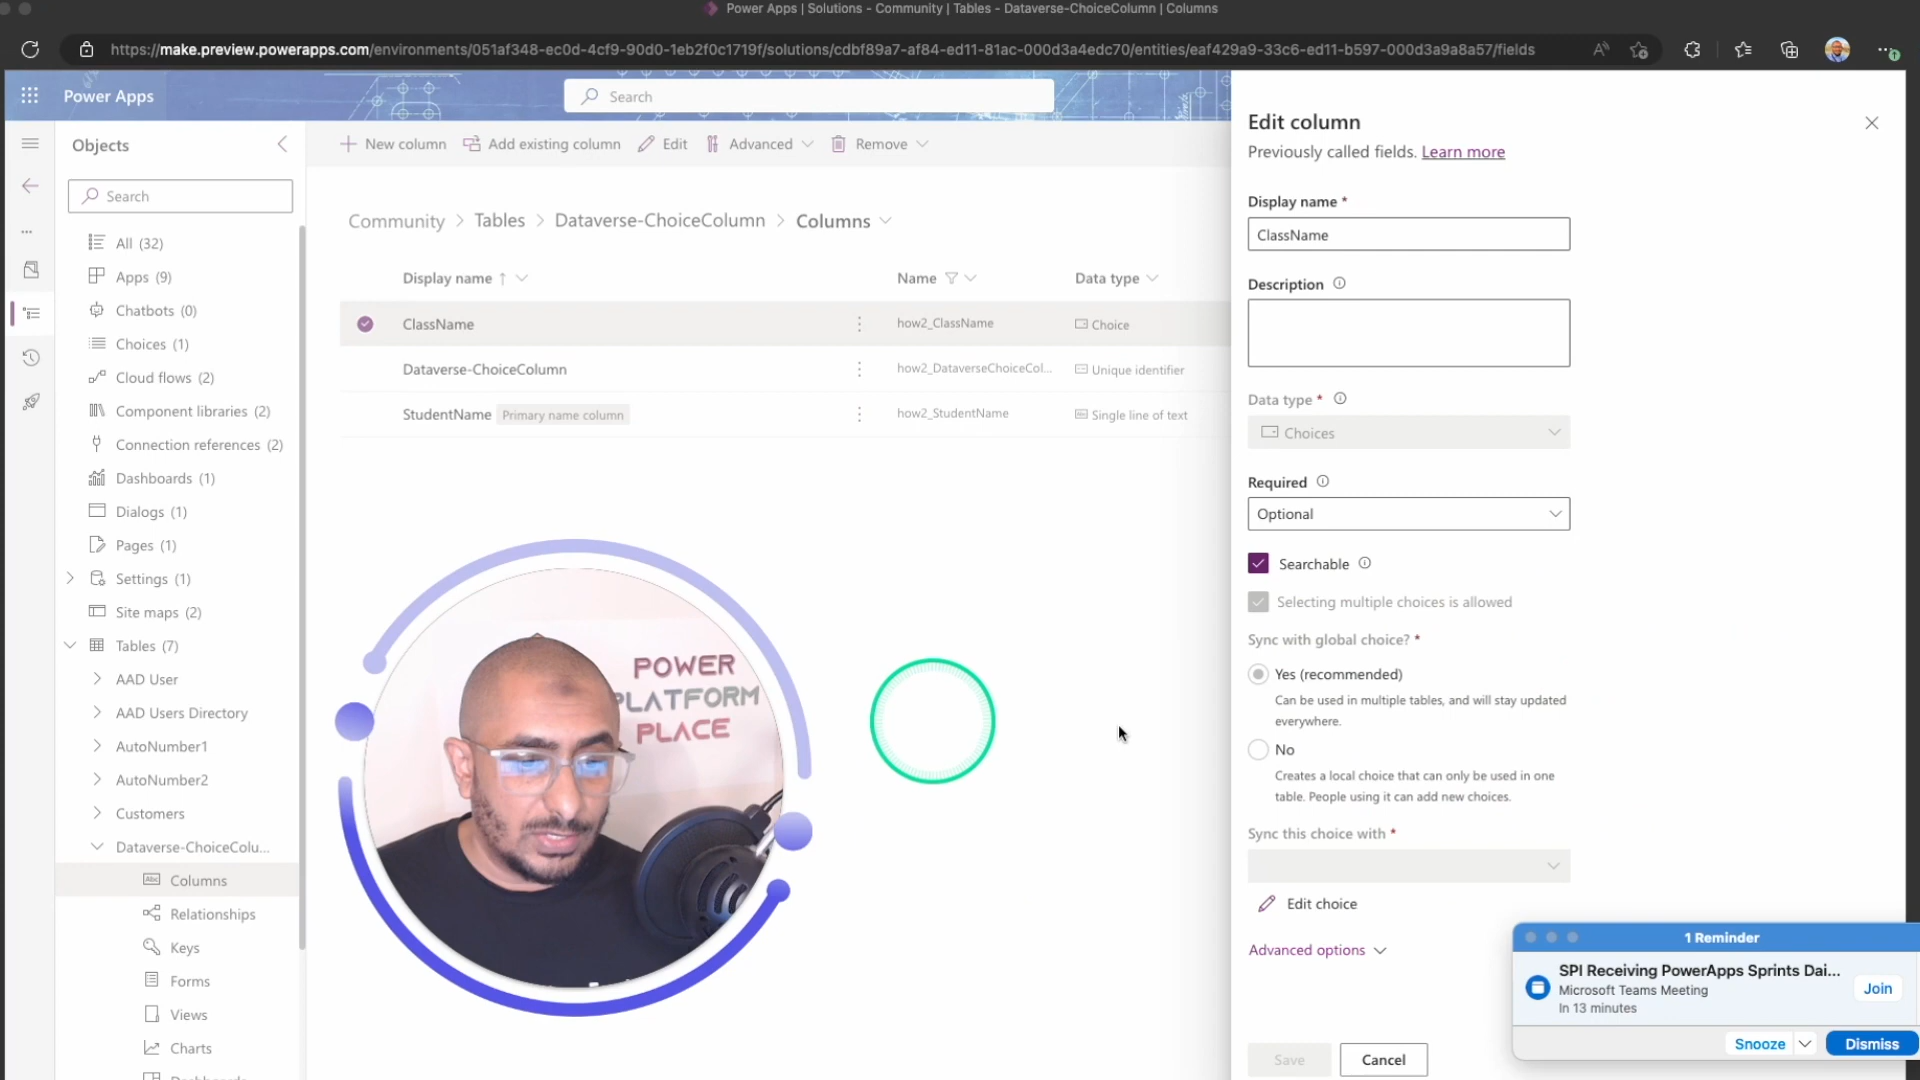 Power Apps | Solutions - Community | Tables - Dataverse-ChoiceColumn | Columns
https://make.preview.powerapps.com/environments/051af348-ec0d-4cf9-90d0-1eb2f0c1719f/solutions/cdbf89a7-af84-ed11-81ac-000d3a4edc70/entities/eaf429a9-33c6-ed11-b597-000d3a9a8a57/fields
Power Apps
Search
Objects
Search
All (32)
Apps (9)
Chatbots (0)
Choices (1)
Cloud flows (2)
Component libraries (2)
Connection references (2)
Dashboards (1)
Dialogs (1)
Pages (1)
Settings (1)
Site maps (2)
Tables (7)
AAD User
AAD Users Directory
AutoNumber1
AutoNumber2
Customers
Dataverse-ChoiceColu...
Columns
Relationships
Keys
Forms
Views
Charts
New column Add existing column Edit Advanced Remove
Community > Tables > Dataverse-ChoiceColumn > Columns
Display name Name Data type
ClassName how2_ClassName Choice
Dataverse-ChoiceColumn how2_DataverseChoiceCol... Unique identifier
StudentName Primary name column how2_StudentName Single line of text
POWER
PLATFORM
PLACE
Edit column
Previously called fields. Learn more
Display name *
ClassName
Description
Data type *
Choices
Required
Optional
Searchable
Selecting multiple choices is allowed
Sync with global choice? *
Yes (recommended)
Can be used in multiple tables, and will stay updated
everywhere.
No
Creates a local choice that can only be used in one
table. People using it can add new choices.
Sync this choice with *
Edit choice
Advanced options
Save Cancel
1 Reminder
SPI Receiving PowerApps Sprints Dai...
Microsoft Teams Meeting
In 13 minutes
Join
Snooze Dismiss